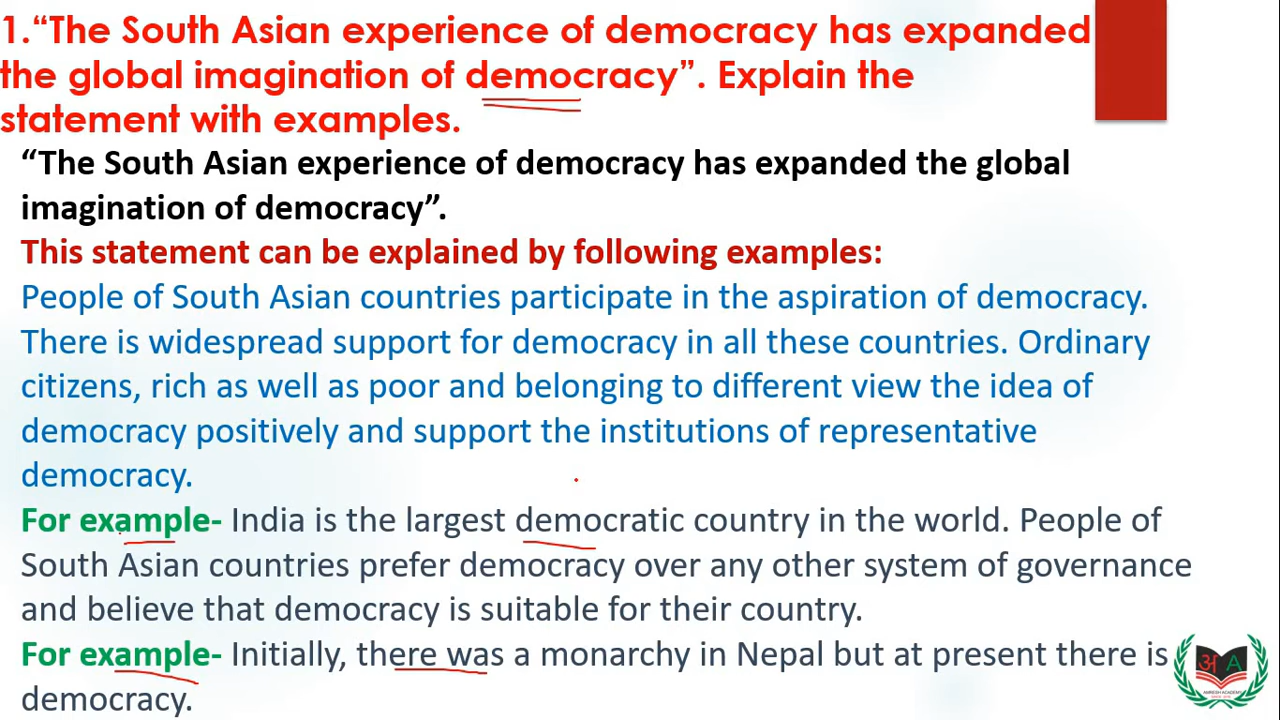 1.“The South Asian experience of democracy has expanded
the global imagination of democracy”. Explain the
statement with examples.
“The South Asian experience of democracy has expanded the global
imagination of democracy”.
This statement can be explained by following examples:
People of South Asian countries participate in the aspiration of democracy.
There is widespread support for democracy in all these countries. Ordinary
citizens, rich as well as poor and belonging to different view the idea of
democracy positively and support the institutions of representative
democracy.
For example- India is the largest democratic country in the world. People of
South Asian countries prefer democracy over any other system of governance
and believe that democracy is suitable for their country.
For example- Initially, there was a monarchy in Nepal but at present there is
democracy.
अ A
AMRESH ACADEMY